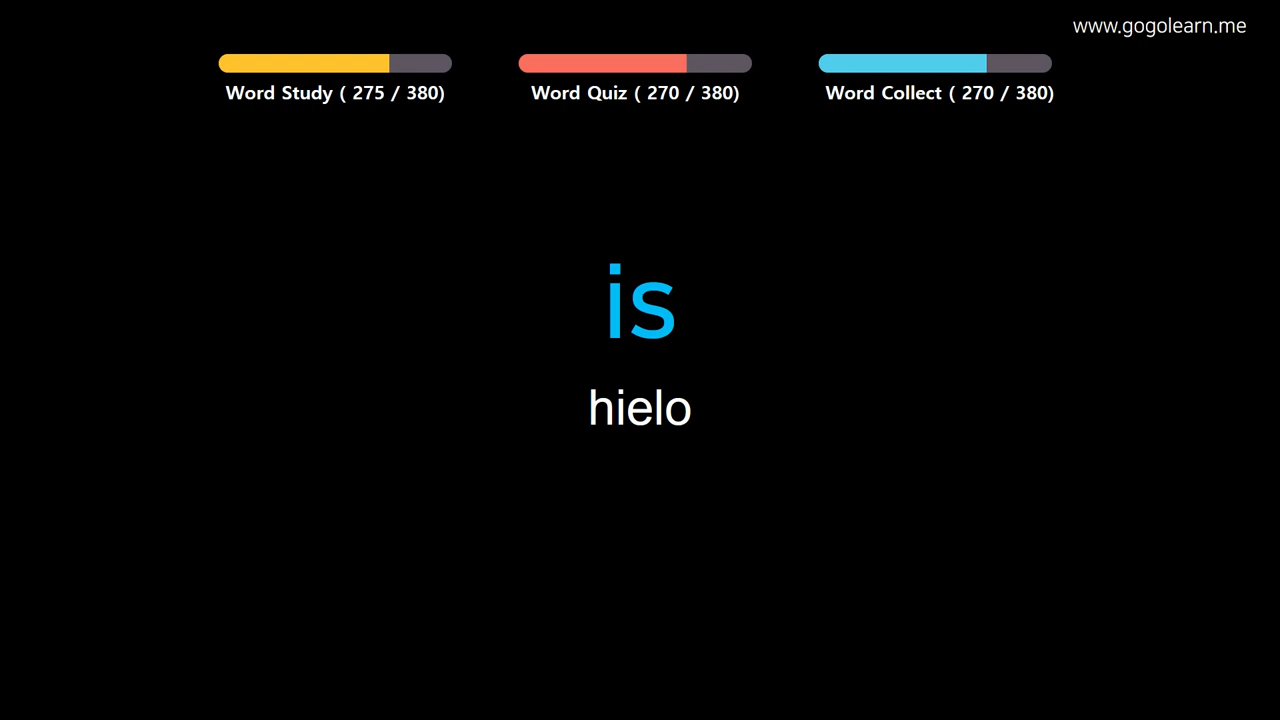 www.gogolearn.me
Word Study ( 275 / 380)
Word Quiz ( 270 / 380)
Word Collect ( 270 / 380)
is
hielo